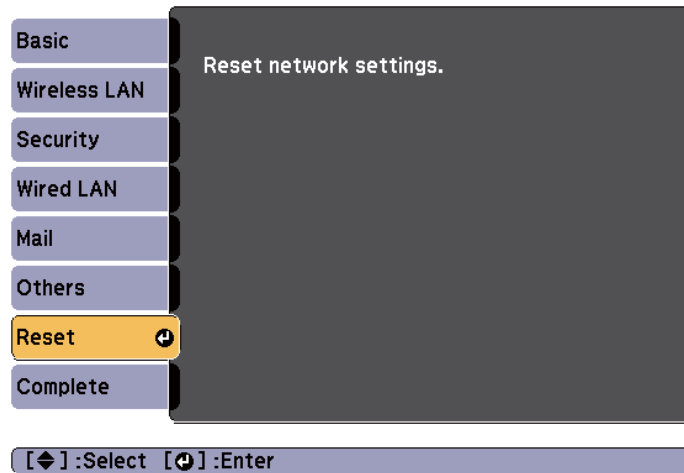 Basic
Wireless LAN
Security
Wired LAN
Mail
Others
Reset
Complete
Reset network settings.
[◆] :Select [⏎] :Enter